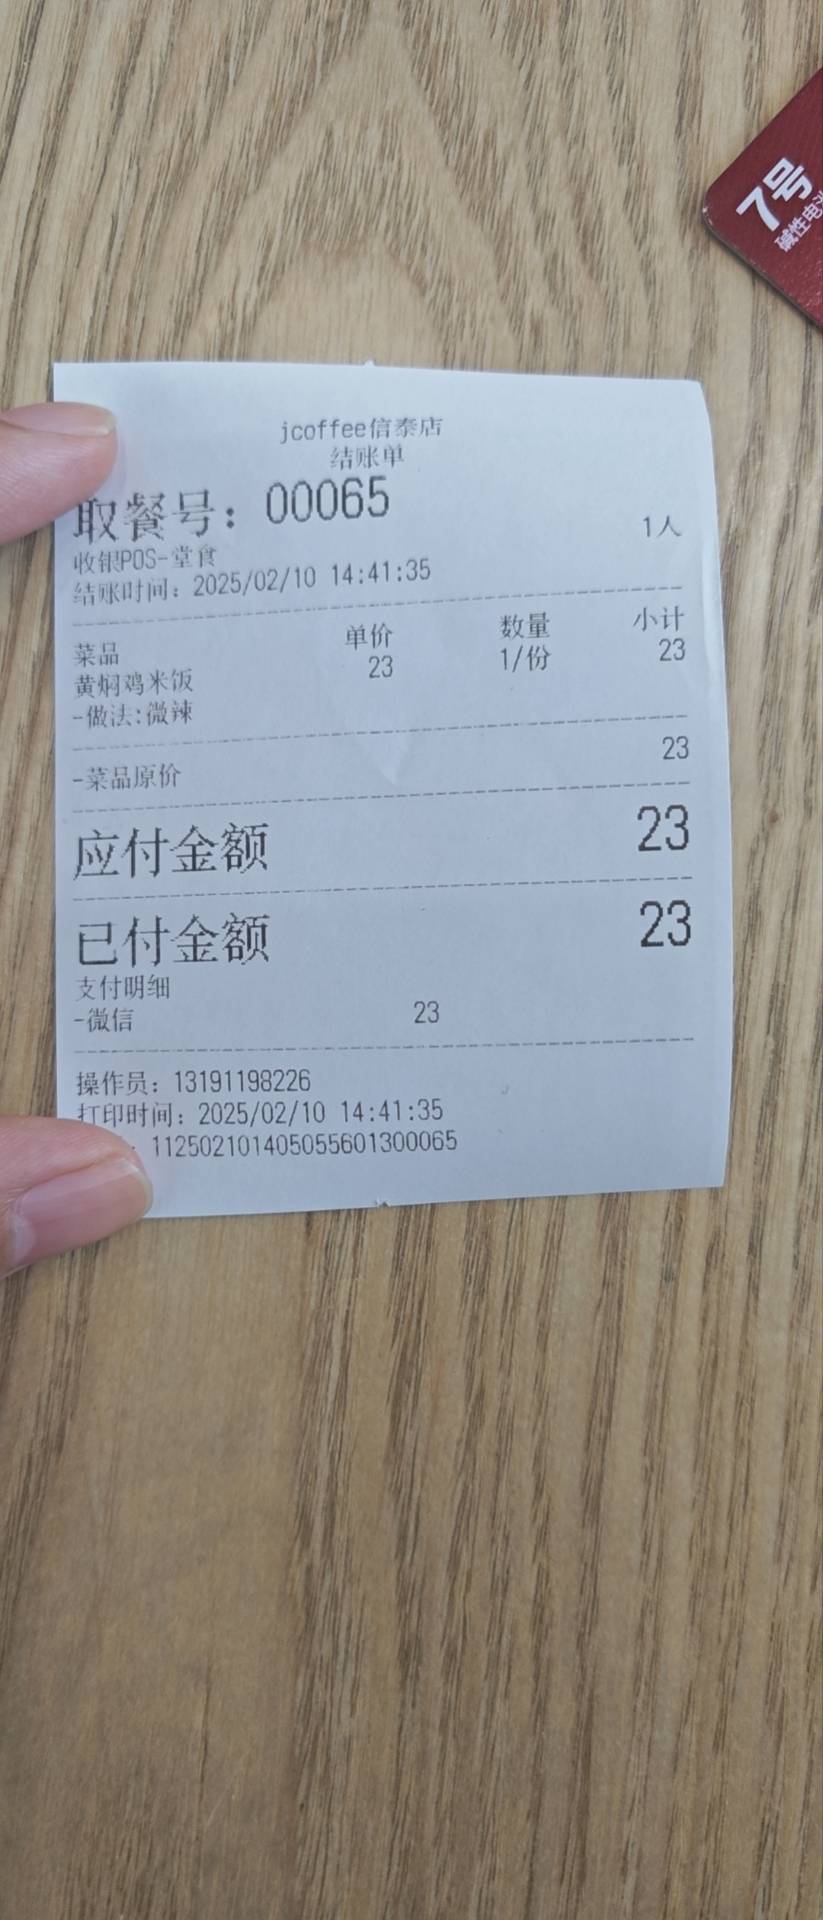 7号
碱性电
jcoffee信泰店
结账单
取餐号：00065
1人
收银POS-堂食
结账时间：2025/02/10 14:41:35
菜品 单价 数量 小计
黄焖鸡米饭 23 1/份 23
-做法:微辣
-菜品原价 23
应付金额 23
已付金额 23
支付明细
-微信 23
操作员：13191198226
打印时间：2025/02/10 14:41:35
112502101405055601300065